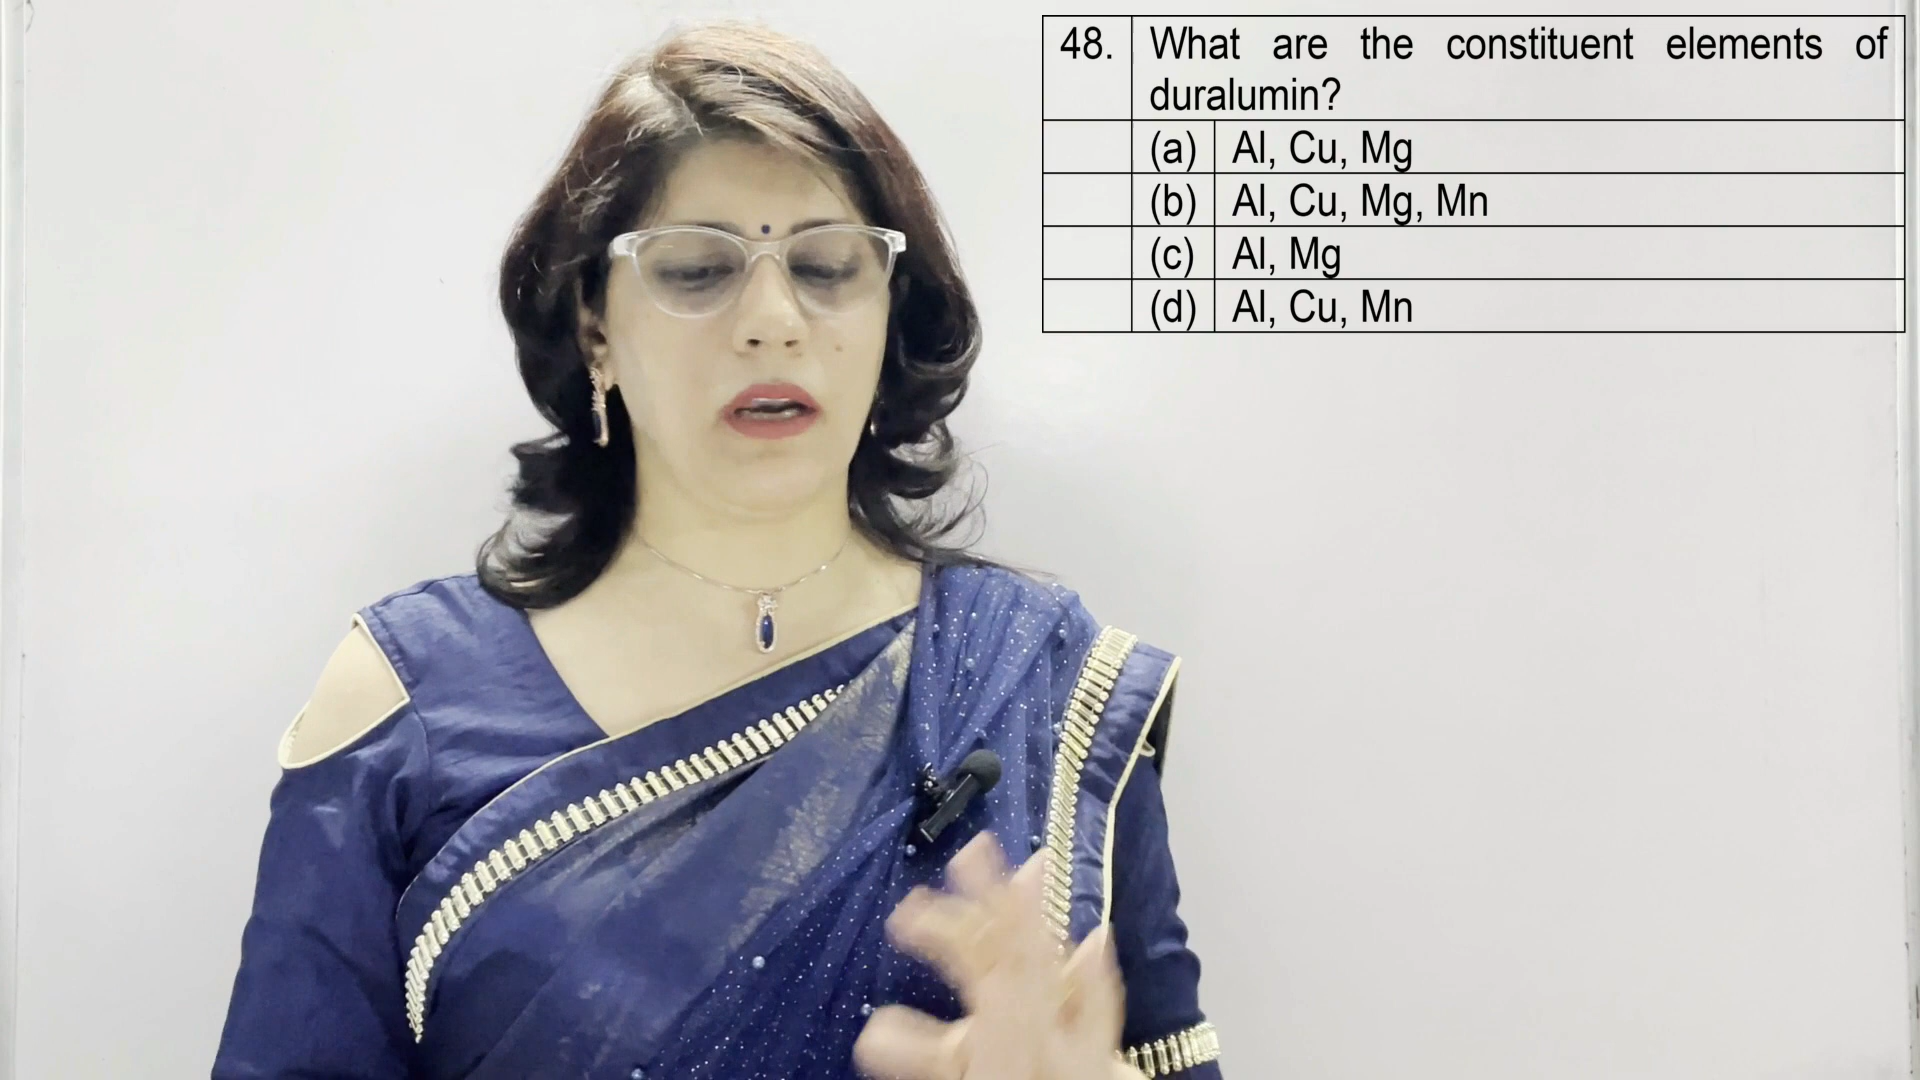 48. What are the constituent elements of
duralumin?
(a) Al, Cu, Mg
(b) Al, Cu, Mg, Mn
(c) Al, Mg
(d) Al, Cu, Mn